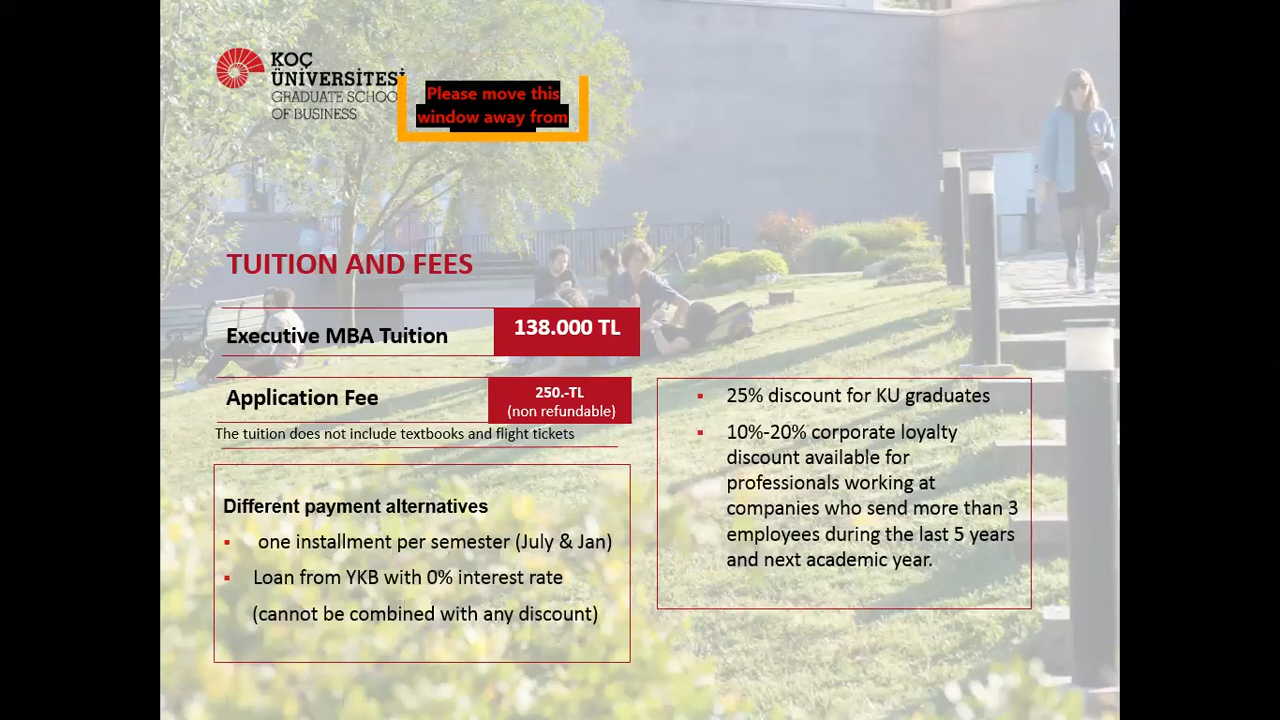 KOÇ
ÜNİVERSİTESİ
GRADUATE SCHOO
OF BUSINESS
Please move this
window away from
TUITION AND FEES
Executive MBA Tuition
138.000 TL
Application Fee
250.-TL
(non refundable)
The tuition does not include textbooks and flight tickets
Different payment alternatives
▪ one installment per semester (July & Jan)
▪ Loan from YKB with 0% interest rate
(cannot be combined with any discount)
▪ 25% discount for KU graduates
▪ 10%-20% corporate loyalty
discount available for
professionals working at
companies who send more than 3
employees during the last 5 years
and next academic year.